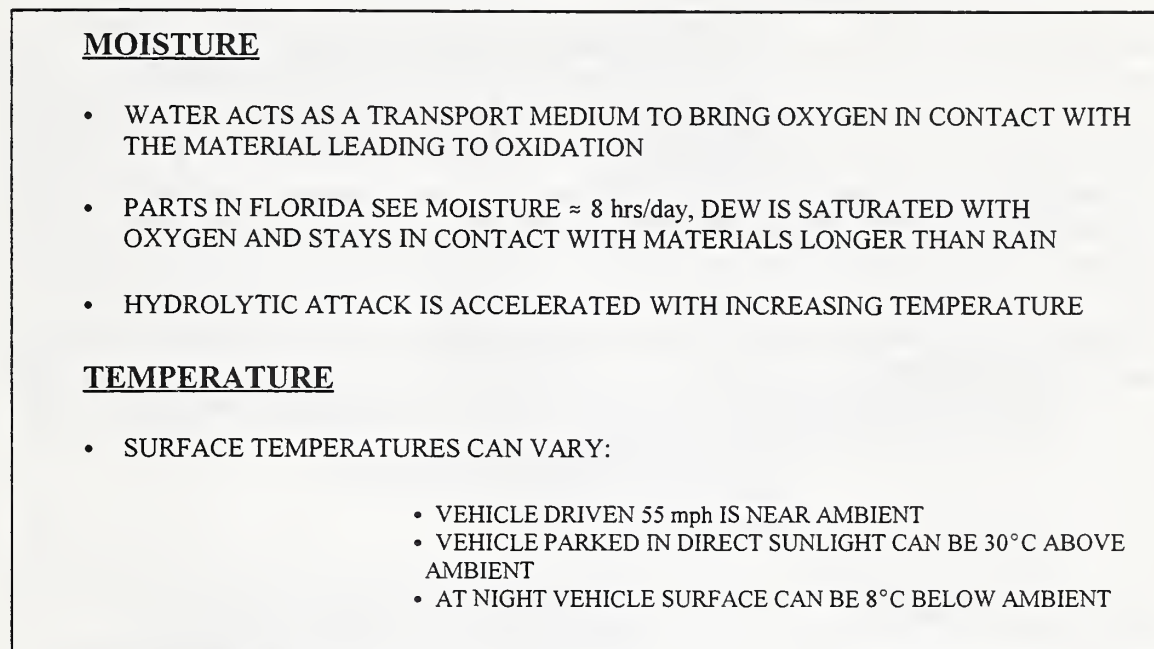 MOISTURE
• WATER ACTS AS A TRANSPORT MEDIUM TO BRING OXYGEN IN CONTACT WITH
THE MATERIAL LEADING TO OXIDATION
• PARTS IN FLORIDA SEE MOISTURE ≈ 8 hrs/day, DEW IS SATURATED WITH
OXYGEN AND STAYS IN CONTACT WITH MATERIALS LONGER THAN RAIN
• HYDROLYTIC ATTACK IS ACCELERATED WITH INCREASING TEMPERATURE
TEMPERATURE
• SURFACE TEMPERATURES CAN VARY:
• VEHICLE DRIVEN 55 mph IS NEAR AMBIENT
• VEHICLE PARKED IN DIRECT SUNLIGHT CAN BE 30°C ABOVE
AMBIENT
• AT NIGHT VEHICLE SURFACE CAN BE 8°C BELOW AMBIENT